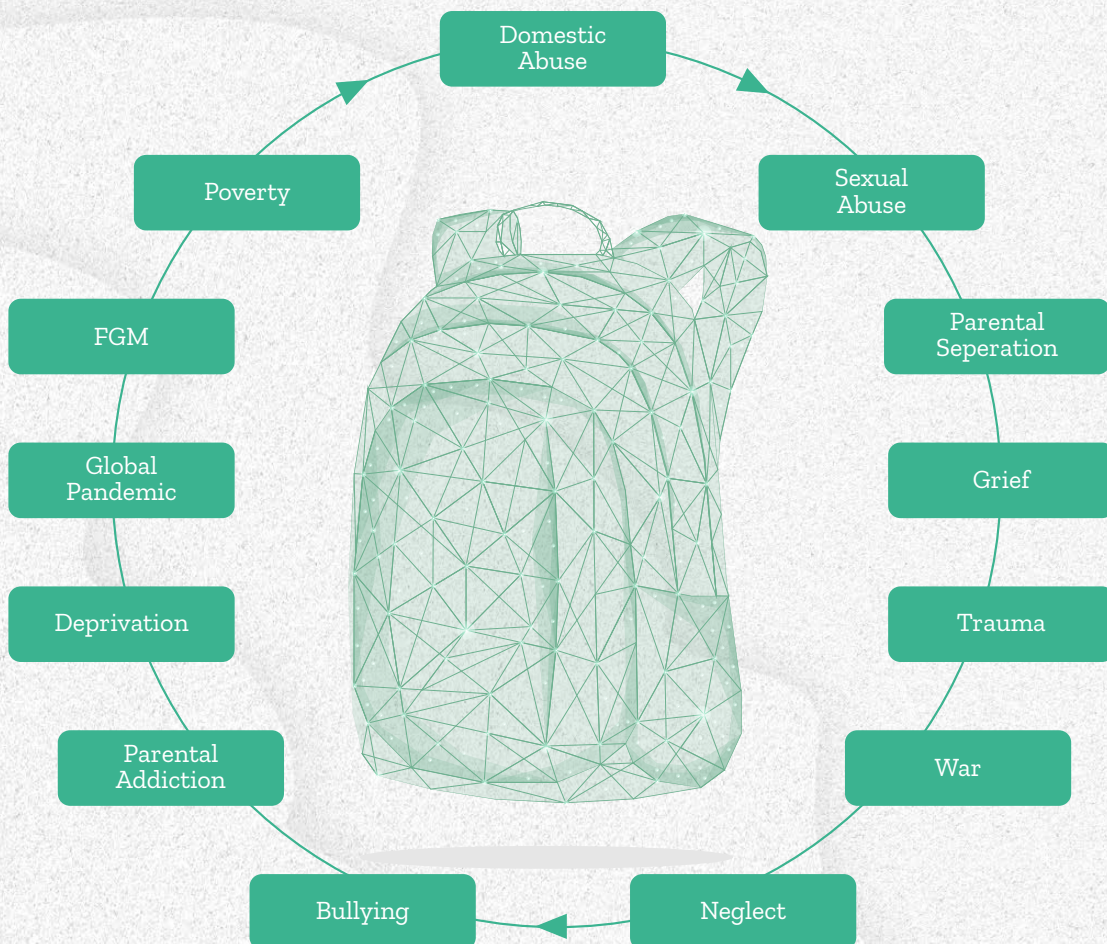 Domestic
Abuse
Sexual
Abuse
Parental
Seperation
Grief
Trauma
War
Neglect
Bullying
Parental
Addiction
Deprivation
Global
Pandemic
FGM
Poverty